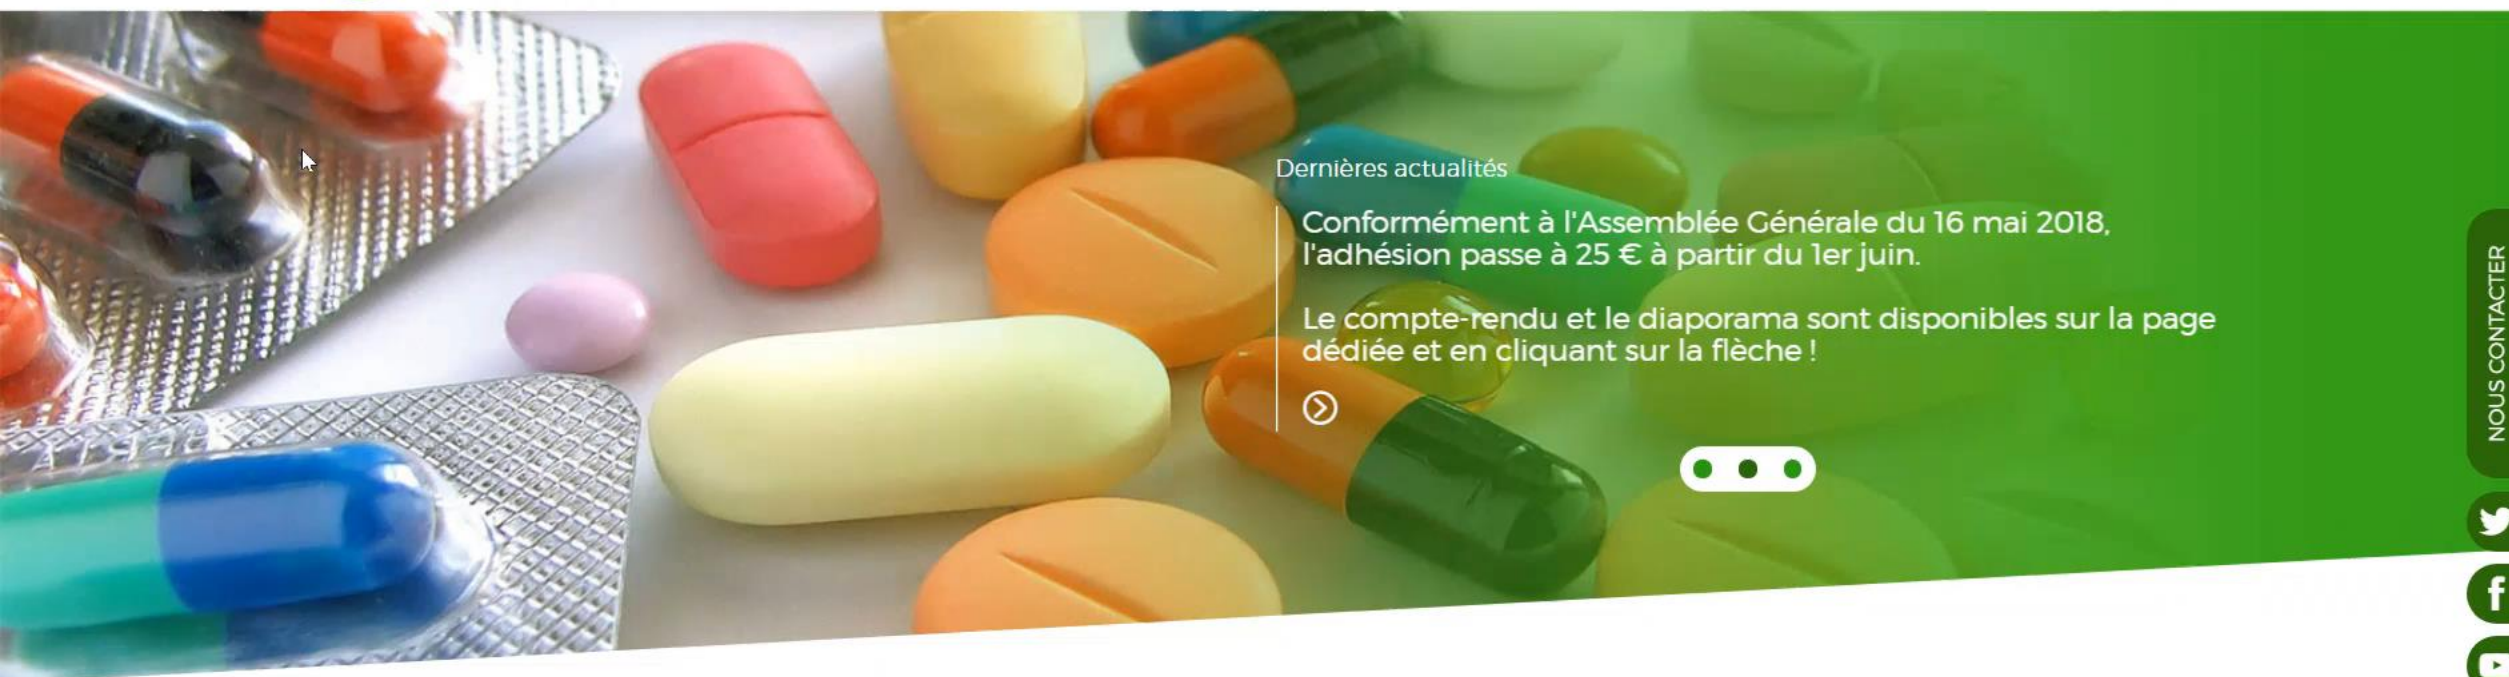 Dernières actualités
Conformément à l'Assemblée Générale du 16 mai 2018,
l'adhésion passe à 25 € à partir du 1er juin.
Le compte-rendu et le diaporama sont disponibles sur la page
dédiée et en cliquant sur la flèche !
NOUS CONTACTER